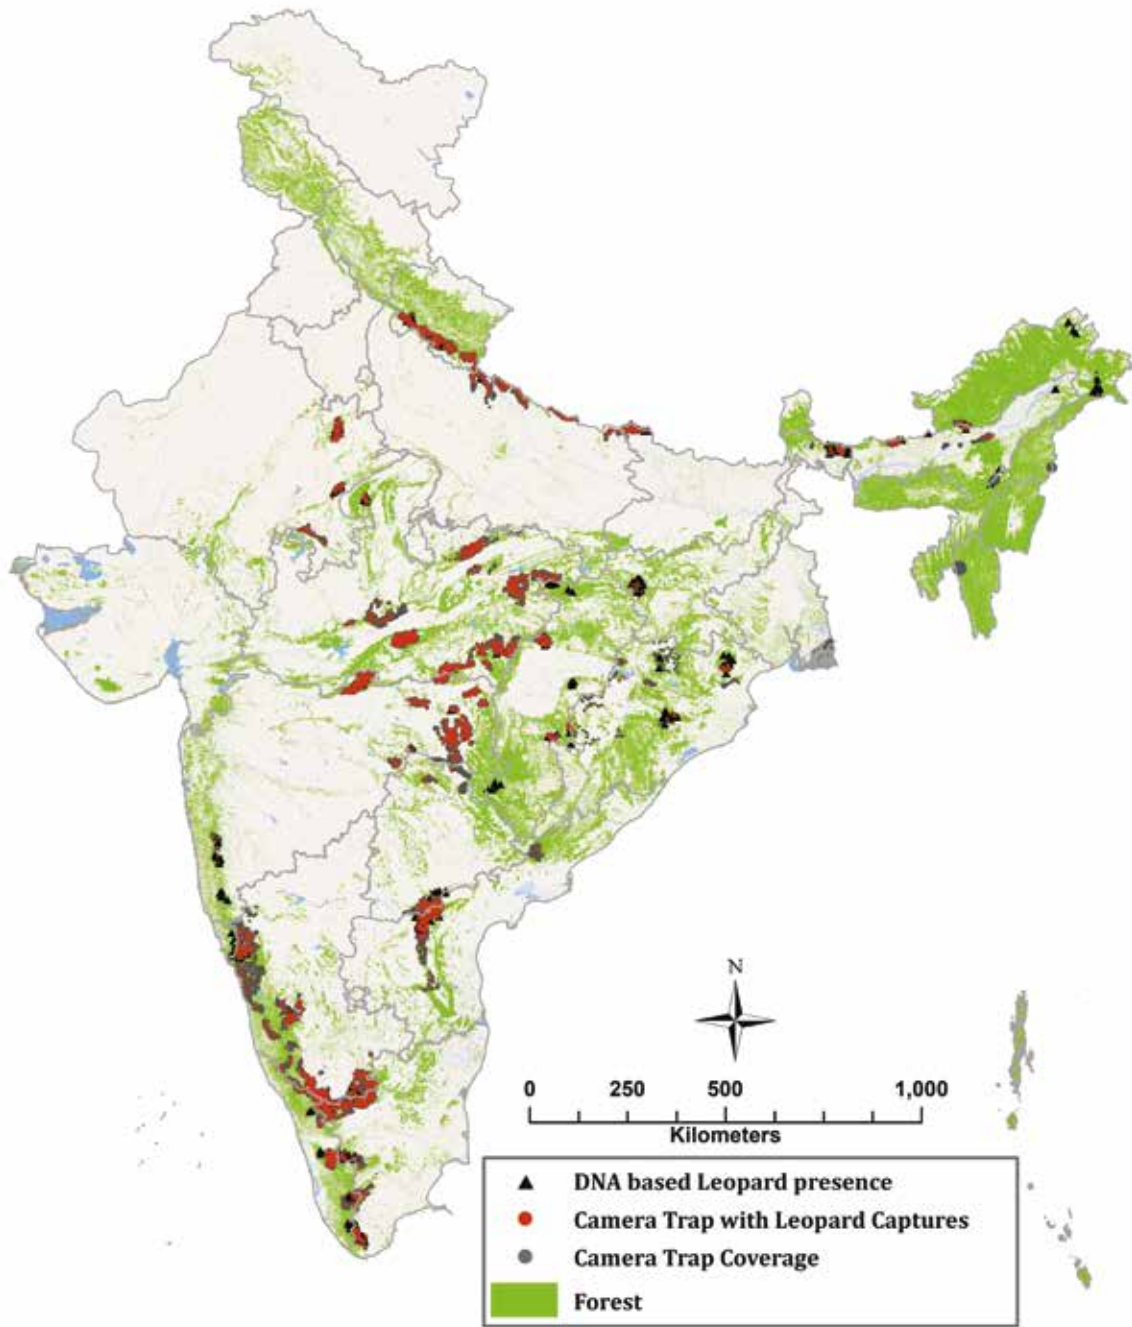 N
0 250 500 1,000
Kilometers
DNA based Leopard presence
Camera Trap with Leopard Captures
Camera Trap Coverage
Forest